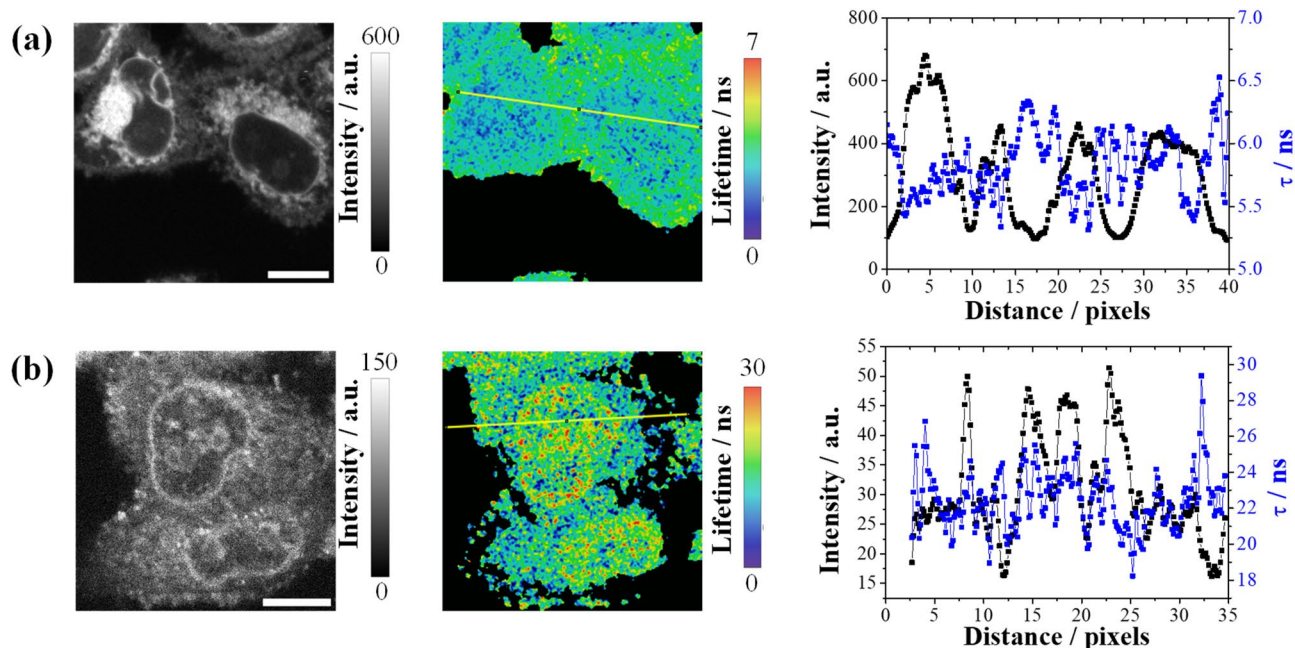 (a)
600
Intensity / a.u.
0
7
Lifetime / ns
0
800
600
400
200
0
Intensity / a.u.
7.0
6.5
6.0
5.5
5.0
τ / ns
0 5 10 15 20 25 30 35 40
Distance / pixels
(b)
150
Intensity / a.u.
0
30
Lifetime / ns
0
55
50
45
40
35
30
25
20
15
Intensity / a.u.
30
28
26
24
22
20
18
τ / ns
0 5 10 15 20 25 30 35
Distance / pixels